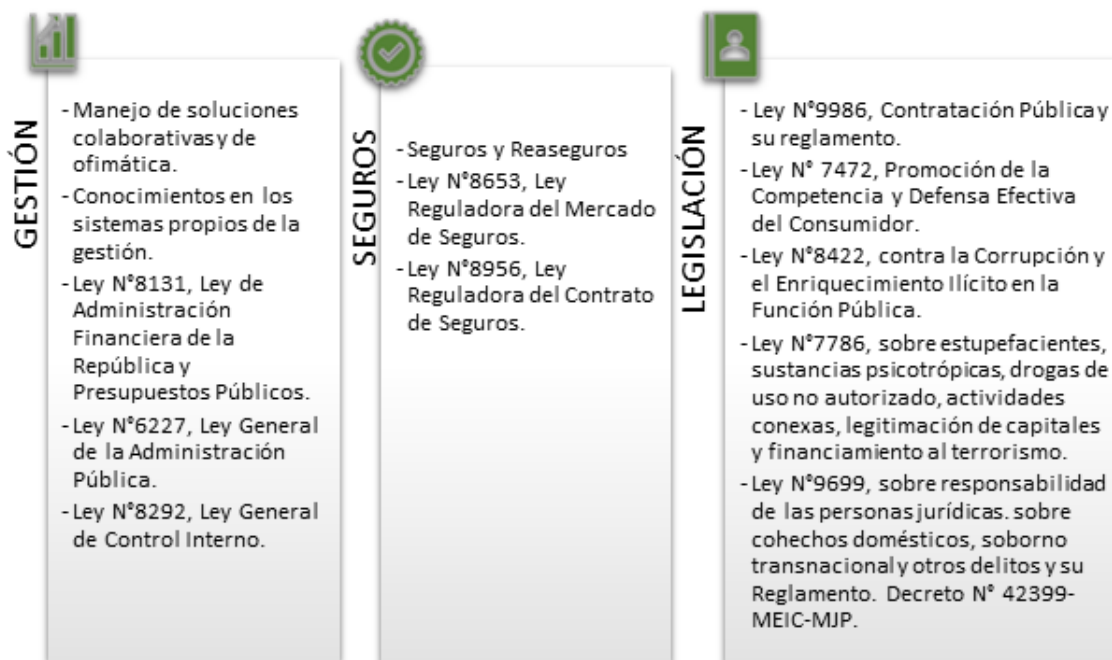 GESTIÓN
- Manejo de soluciones
colaborativas y de
ofimática.
- Conocimientos en los
sistemas propios de la
gestión.
- Ley N°8131, Ley de
Administración
Financiera de la
República y
Presupuestos Públicos.
- Ley N°6227, Ley General
de la Administración
Pública.
- Ley N°8292, Ley General
de Control Interno.
SEGUROS
- Seguros y Reaseguros
- Ley N°8653, Ley
Reguladora del Mercado
de Seguros.
- Ley N°8956, Ley
Reguladora del Contrato
de Seguros.
LEGISLACIÓN
- Ley N°9986, Contratación Pública y
su reglamento.
- Ley N° 7472, Promoción de la
Competencia y Defensa Efectiva
del Consumidor.
- Ley N°8422, contra la Corrupción y
el Enriquecimiento Ilícito en la
Función Pública.
- Ley N°7786, sobre estupefacientes,
sustancias psicotrópicas, drogas de
uso no autorizado, actividades
conexas, legitimación de capitales
y financiamiento al terrorismo.
- Ley N°9699, sobre responsabilidad
de las personas jurídicas. sobre
cohechos domésticos, soborno
transnacional y otros delitos y su
Reglamento. Decreto N° 42399-
MEIC-MJP.